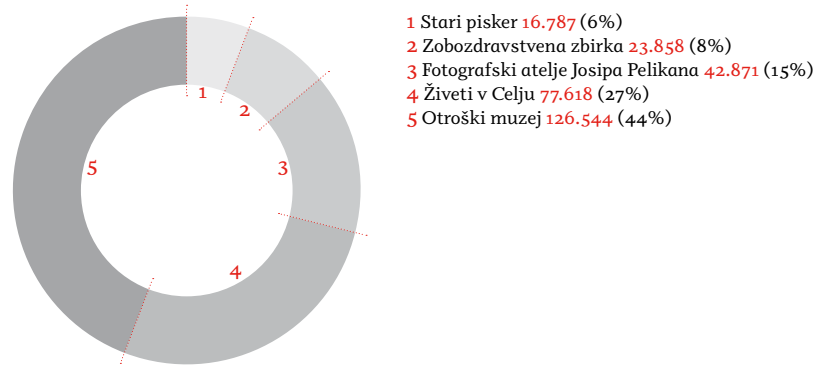 1 Stari pisker 16.787 (6%)
2 Zobozdravstvena zbirka 23.858 (8%)
3 Fotografski atelje Josipa Pelikana 42.871 (15%)
4 Živeti v Celju 77.618 (27%)
5 Otroški muzej 126.544 (44%)
1
2
5
3
4